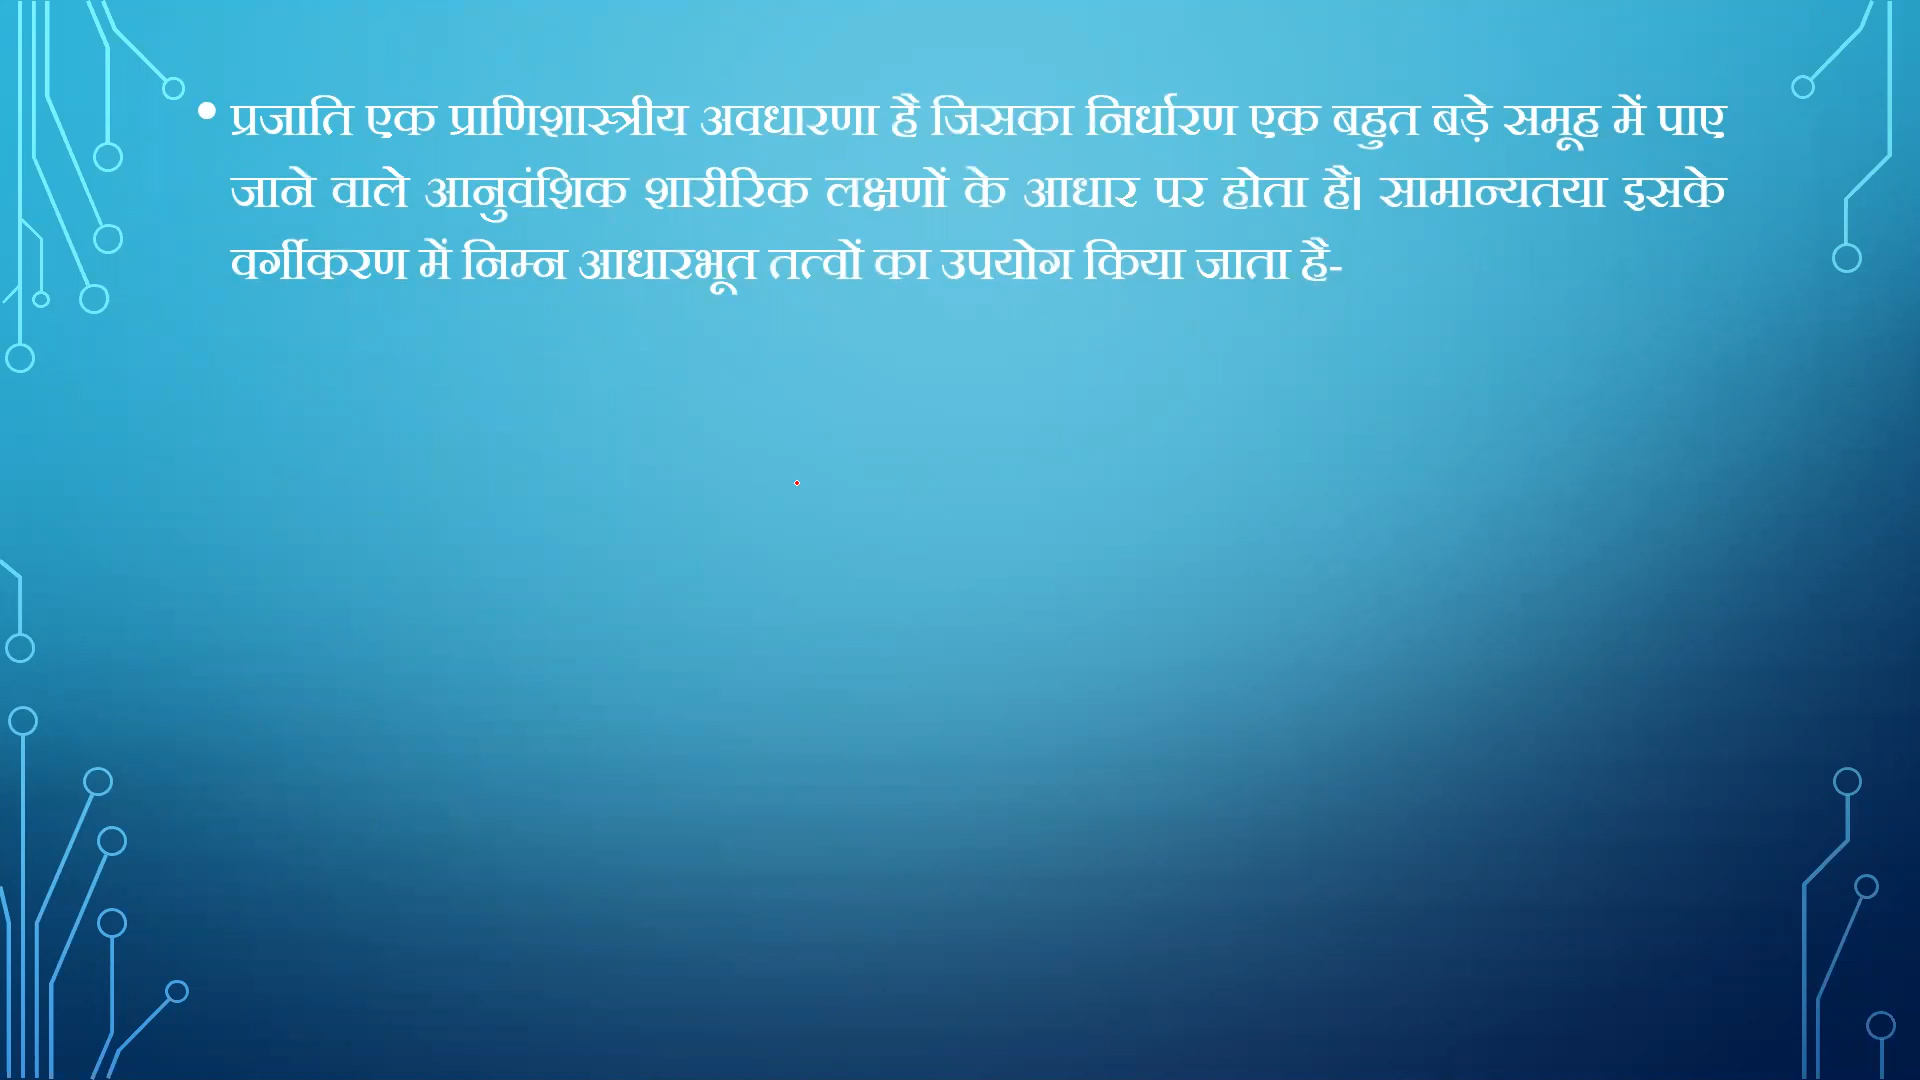 • प्रजाति एक प्राणिशास्त्रीय अवधारणा है जिसका निर्धारण एक बहुत बड़े समूह में पाए
जाने वाले आनुवंशिक शारीरिक लक्षणों के आधार पर होता है। सामान्यतया इसके
वर्गीकरण में निम्न आधारभूत तत्वों का उपयोग किया जाता है-